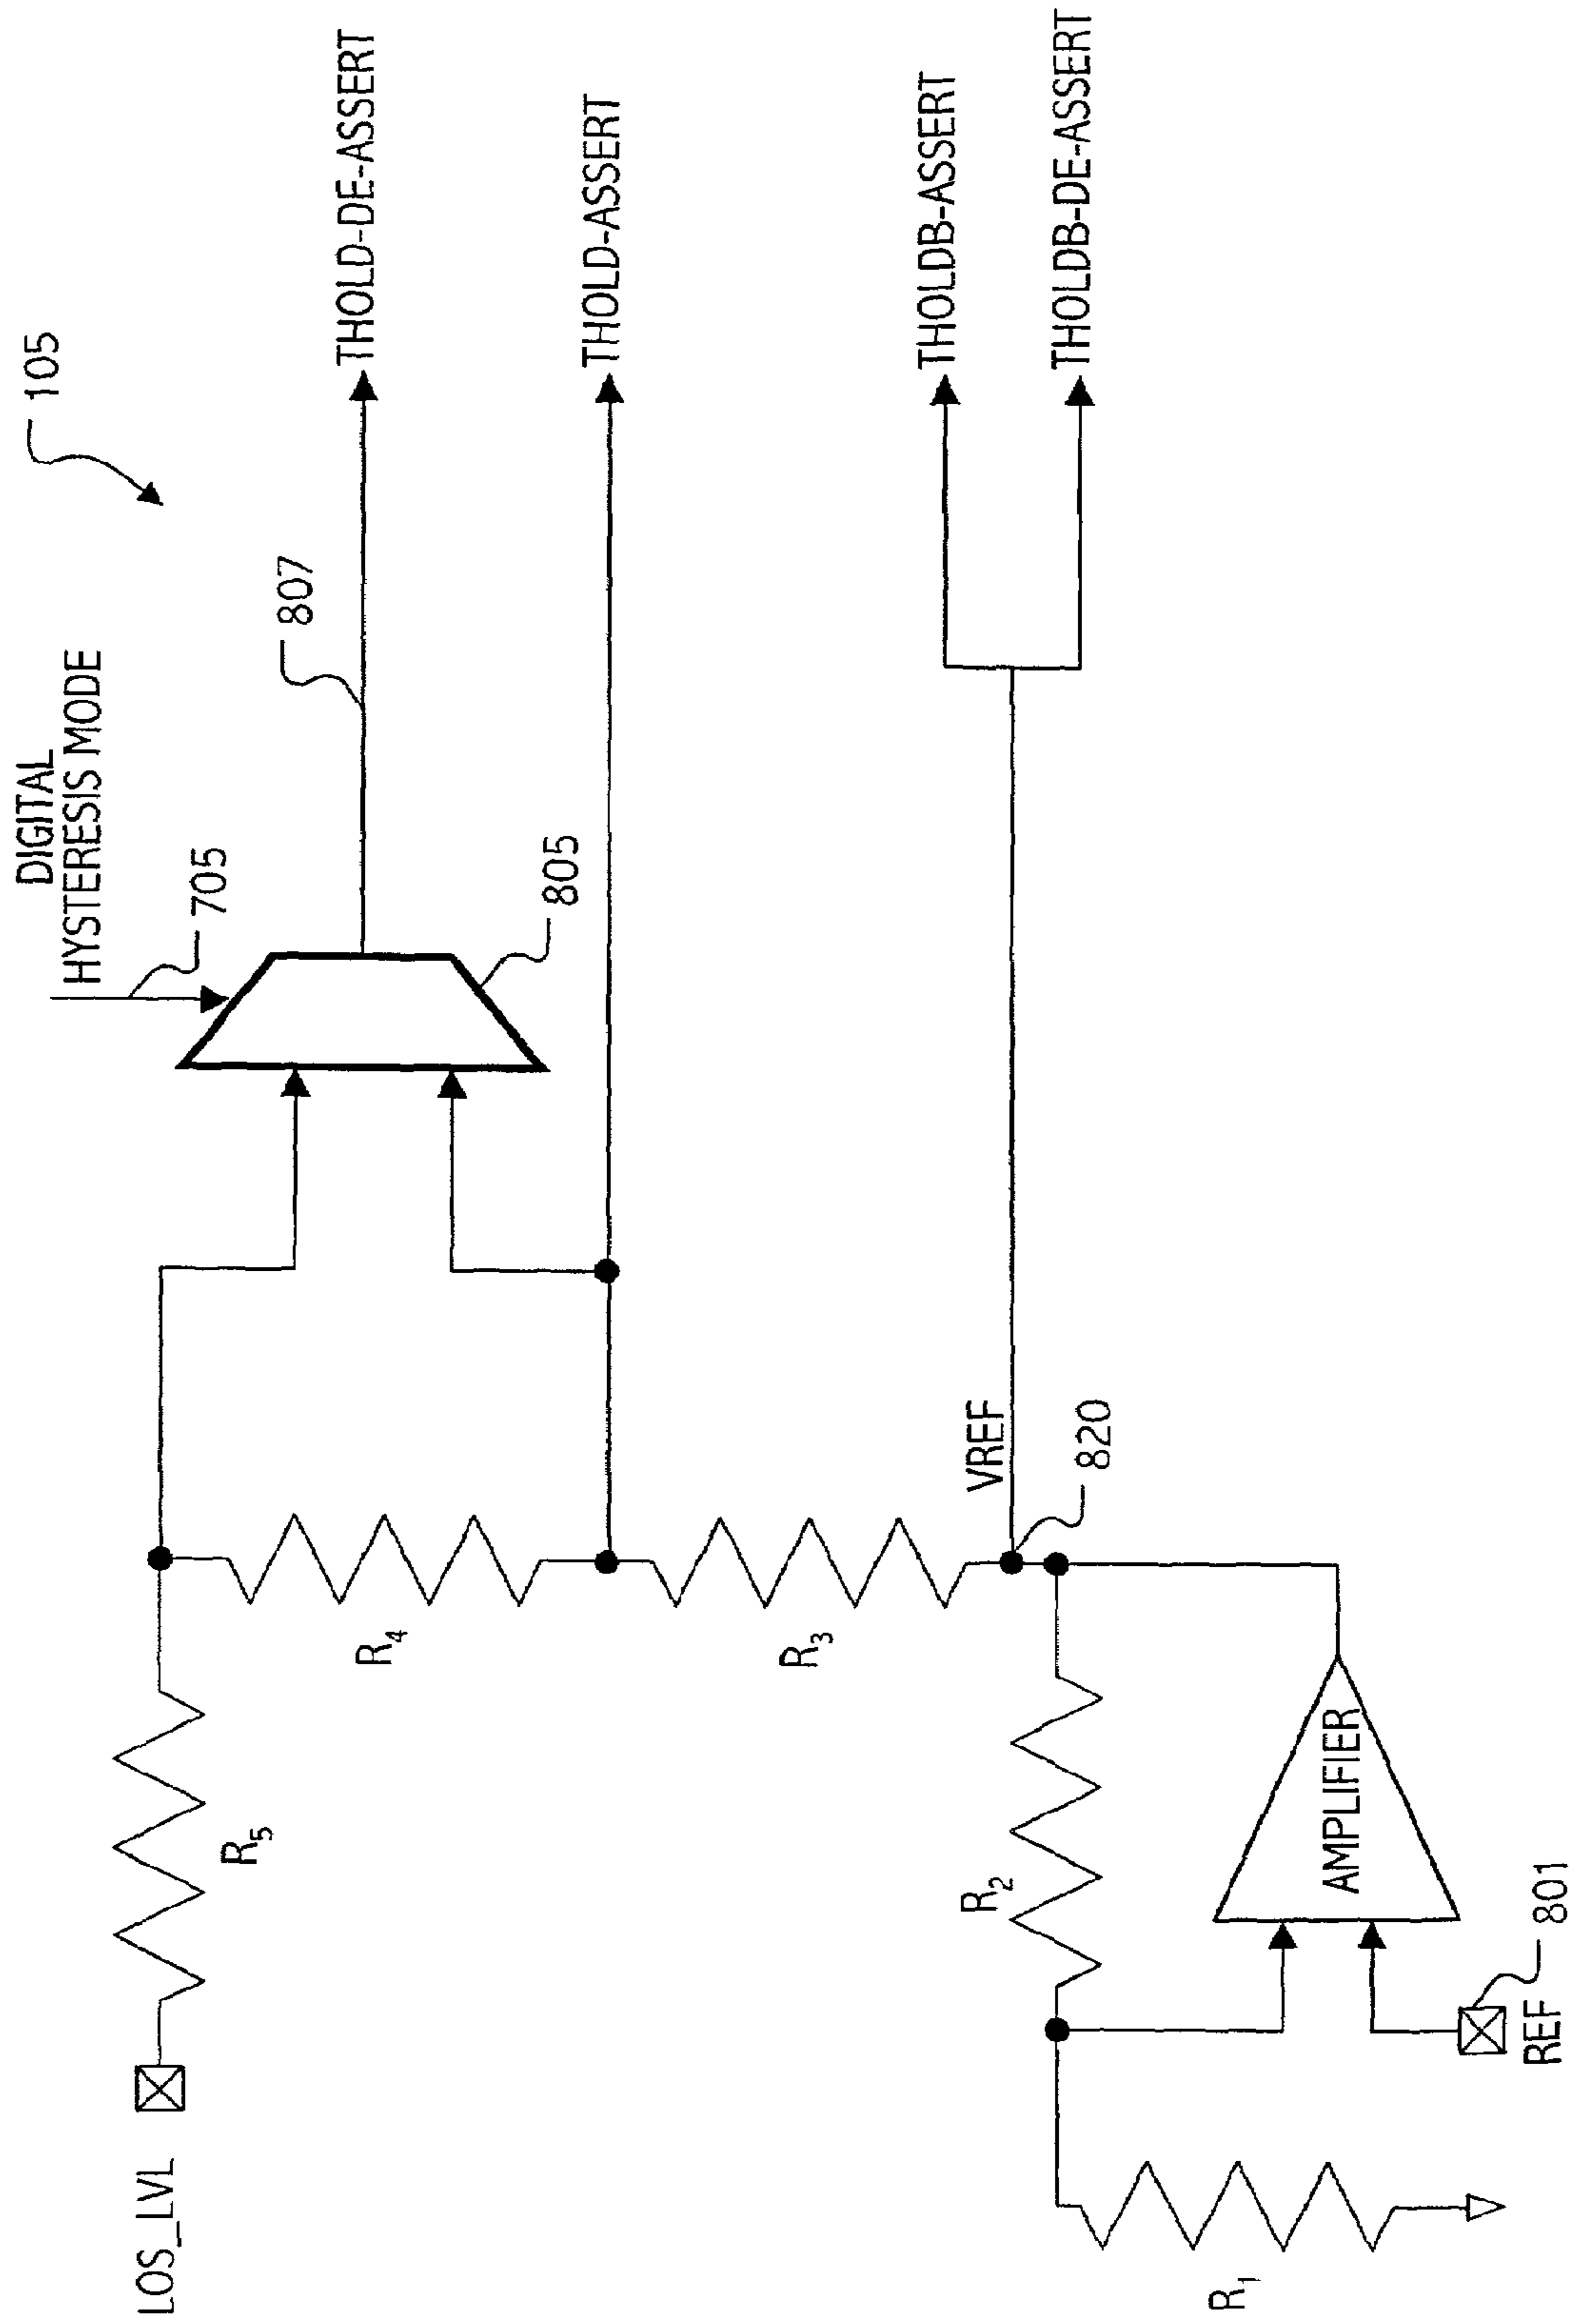 105
DIGITAL
HYSTERESIS MODE
705
807
THOLD-DE-ASSERT
805
THOLD-ASSERT
LOS_LVL
R5
R4
R3
VREF
820
THOLDB-ASSERT
THOLDB-DE-ASSERT
R2
R1
AMPLIFIER
REF
801